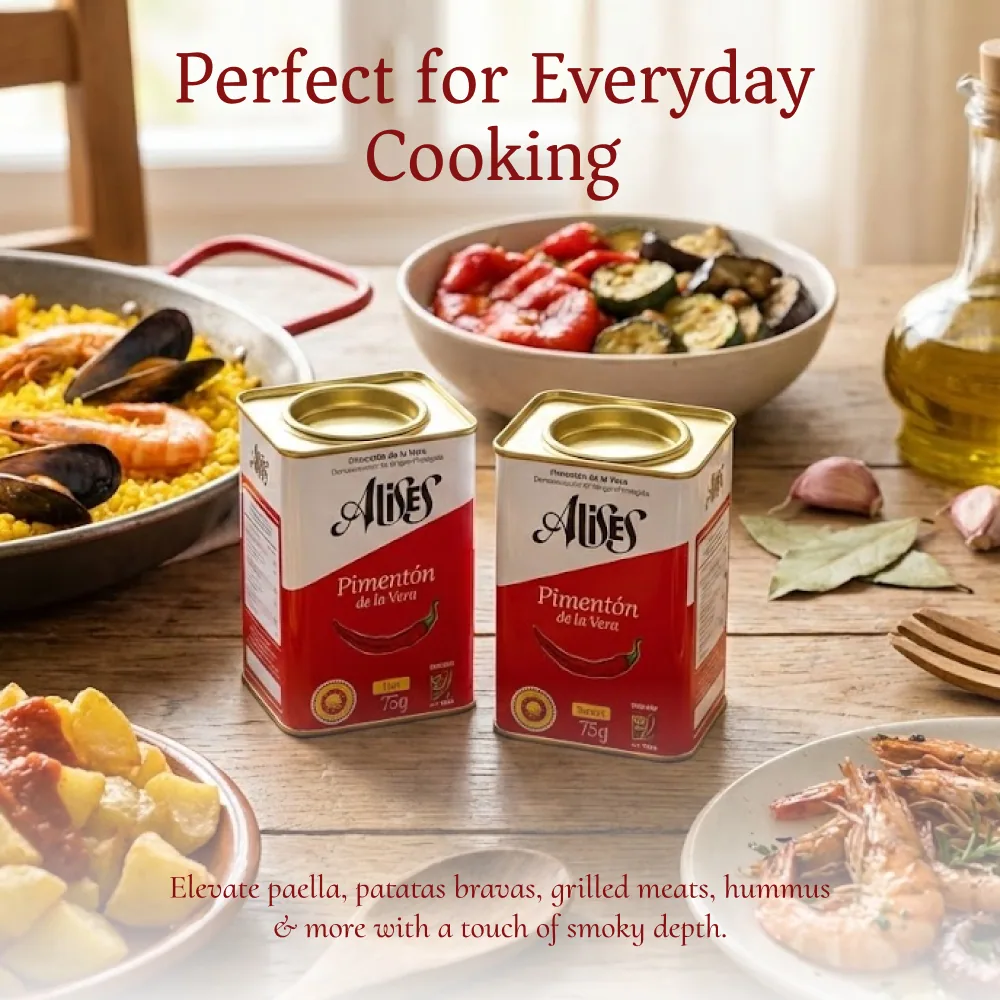 Perfect for Everyday
Cooking
ALISES
Pimentón
de la Vera
75g
ALISES
Pimentón
de la Vera
75g
Elevate paella, patatas bravas, grilled meats, hummus
& more with a touch of smoky depth.